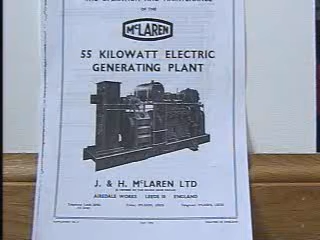 THE OPERATION AND MAINTENANCE
OF THE
McLAREN
55 KILOWATT ELECTRIC
GENERATING PLANT
J. & H. McLAREN LTD
AIREDALE WORKS LEEDS 10 ENGLAND